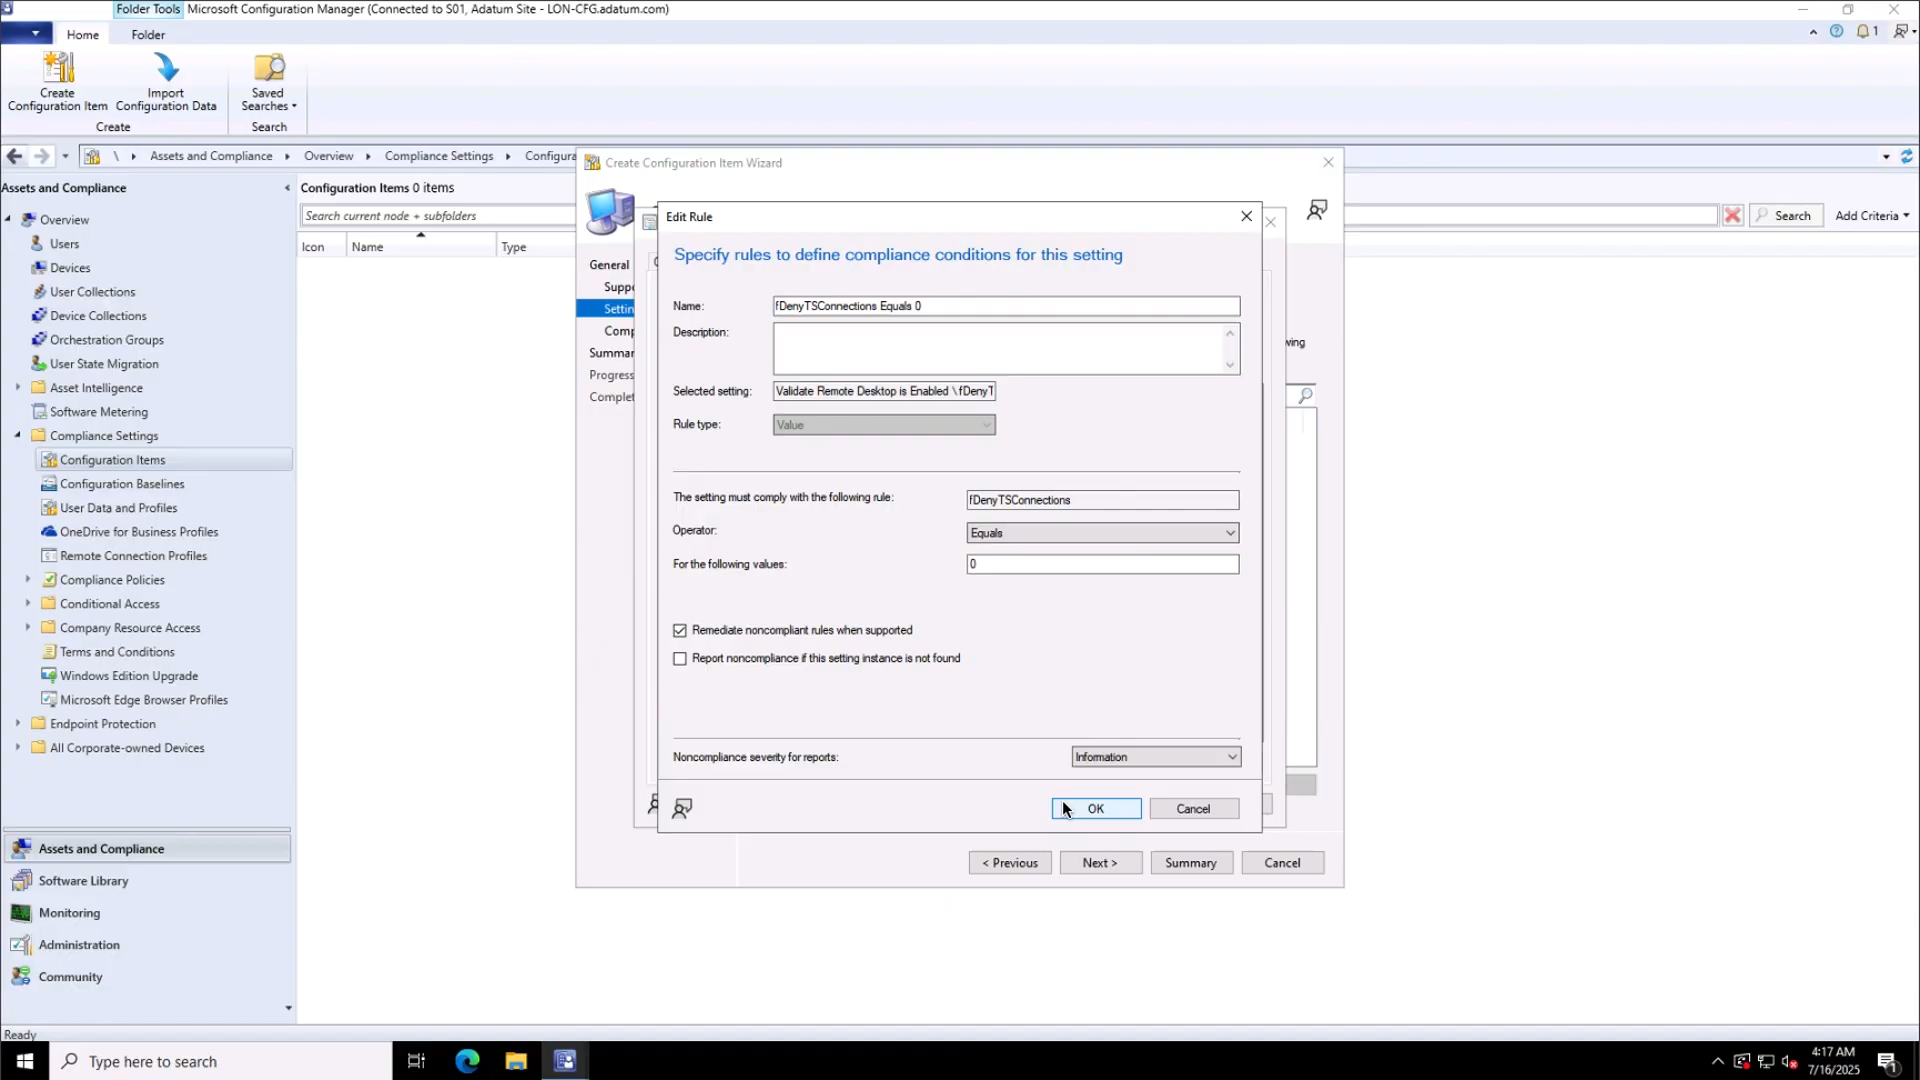 Folder Tools
Microsoft Configuration Manager (Connected to S01, Adatum Site - LON-CFG.adatum.com)
Home
Folder
1
Create
Configuration Item
Import
Configuration Data
Saved
Searches
Create
Search
\
Assets and Compliance
Overview
Compliance Settings
Configura
Create Configuration Item Wizard
Assets and Compliance
Configuration Items 0 items
Search current node + subfolders
Search
Add Criteria
Icon
Name
Type
Overview
Users
Devices
User Collections
Device Collections
Orchestration Groups
User State Migration
Asset Intelligence
Software Metering
Compliance Settings
Configuration Items
Configuration Baselines
User Data and Profiles
OneDrive for Business Profiles
Remote Connection Profiles
Compliance Policies
Conditional Access
Company Resource Access
Terms and Conditions
Windows Edition Upgrade
Microsoft Edge Browser Profiles
Endpoint Protection
All Corporate-owned Devices
Assets and Compliance
Software Library
Monitoring
Administration
Community
General
Supp
Settin
Comp
Summar
Progress
Complet
wing
Edit Rule
Specify rules to define compliance conditions for this setting
Name:
fDenyTSConnections Equals 0
Description:
Selected setting:
Validate Remote Desktop is Enabled \fDenyT
Rule type:
Value
The setting must comply with the following rule:
fDenyTSConnections
Operator:
Equals
For the following values:
0
Remediate noncompliant rules when supported
Report noncompliance if this setting instance is not found
Noncompliance severity for reports:
Information
OK
Cancel
< Previous
Next >
Summary
Cancel
Ready
Type here to search
4:17 AM
7/16/2025
1